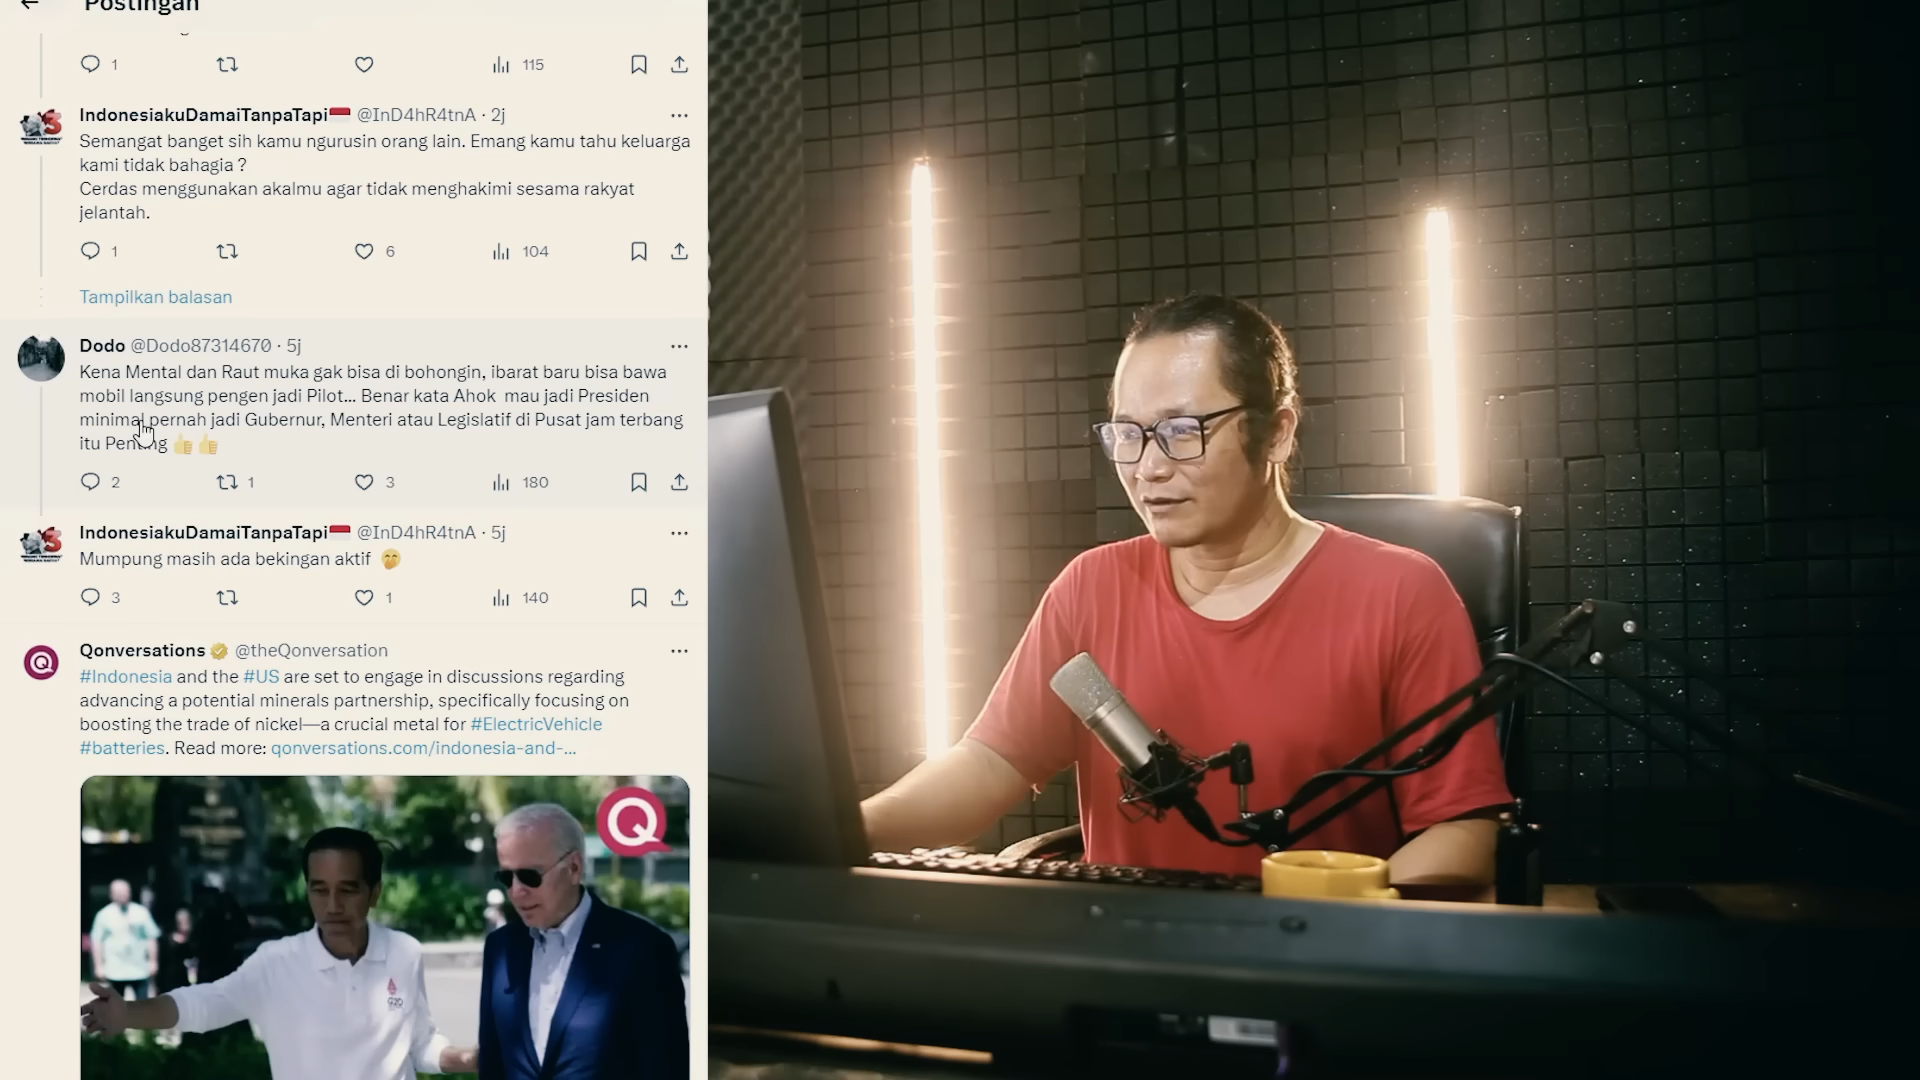 Postingan
1
115
IndonesiakuDamaiTanpaTapi @InD4hR4tnA · 2j
Semangat banget sih kamu ngurusin orang lain. Emang kamu tahu keluarga
kami tidak bahagia ?
Cerdas menggunakan akalmu agar tidak menghakimi sesama rakyat
jelantah.
1
6
104
Tampilkan balasan
Dodo @Dodo87314670 · 5j
Kena Mental dan Raut muka gak bisa di bohongin, ibarat baru bisa bawa
mobil langsung pengen jadi Pilot... Benar kata Ahok mau jadi Presiden
minimal pernah jadi Gubernur, Menteri atau Legislatif di Pusat jam terbang
itu Penting 👍👍
2
1
3
180
IndonesiakuDamaiTanpaTapi @InD4hR4tnA · 5j
Mumpung masih ada bekingan aktif 🤭
3
1
140
Qonversations @theQonversation
#Indonesia and the #US are set to engage in discussions regarding
advancing a potential minerals partnership, specifically focusing on
boosting the trade of nickel—a crucial metal for #ElectricVehicle
#batteries. Read more: qonversations.com/indonesia-and-...
Q
G20